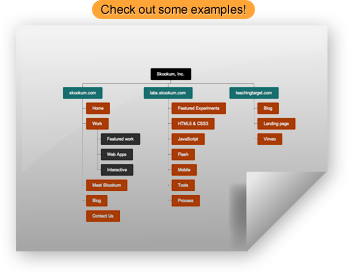 Check out some examples!
Skookum, Inc.
skookum.com
labs.skookum.com
teachingtarget.com
Home
Work
Featured work
Web Apps
Interactive
Meet Skookum
Blog
Contact Us
Featured Experiments
HTML5 & CSS3
JavaScript
Flash
Mobile
Tools
Process
Blog
Landing page
Vimeo